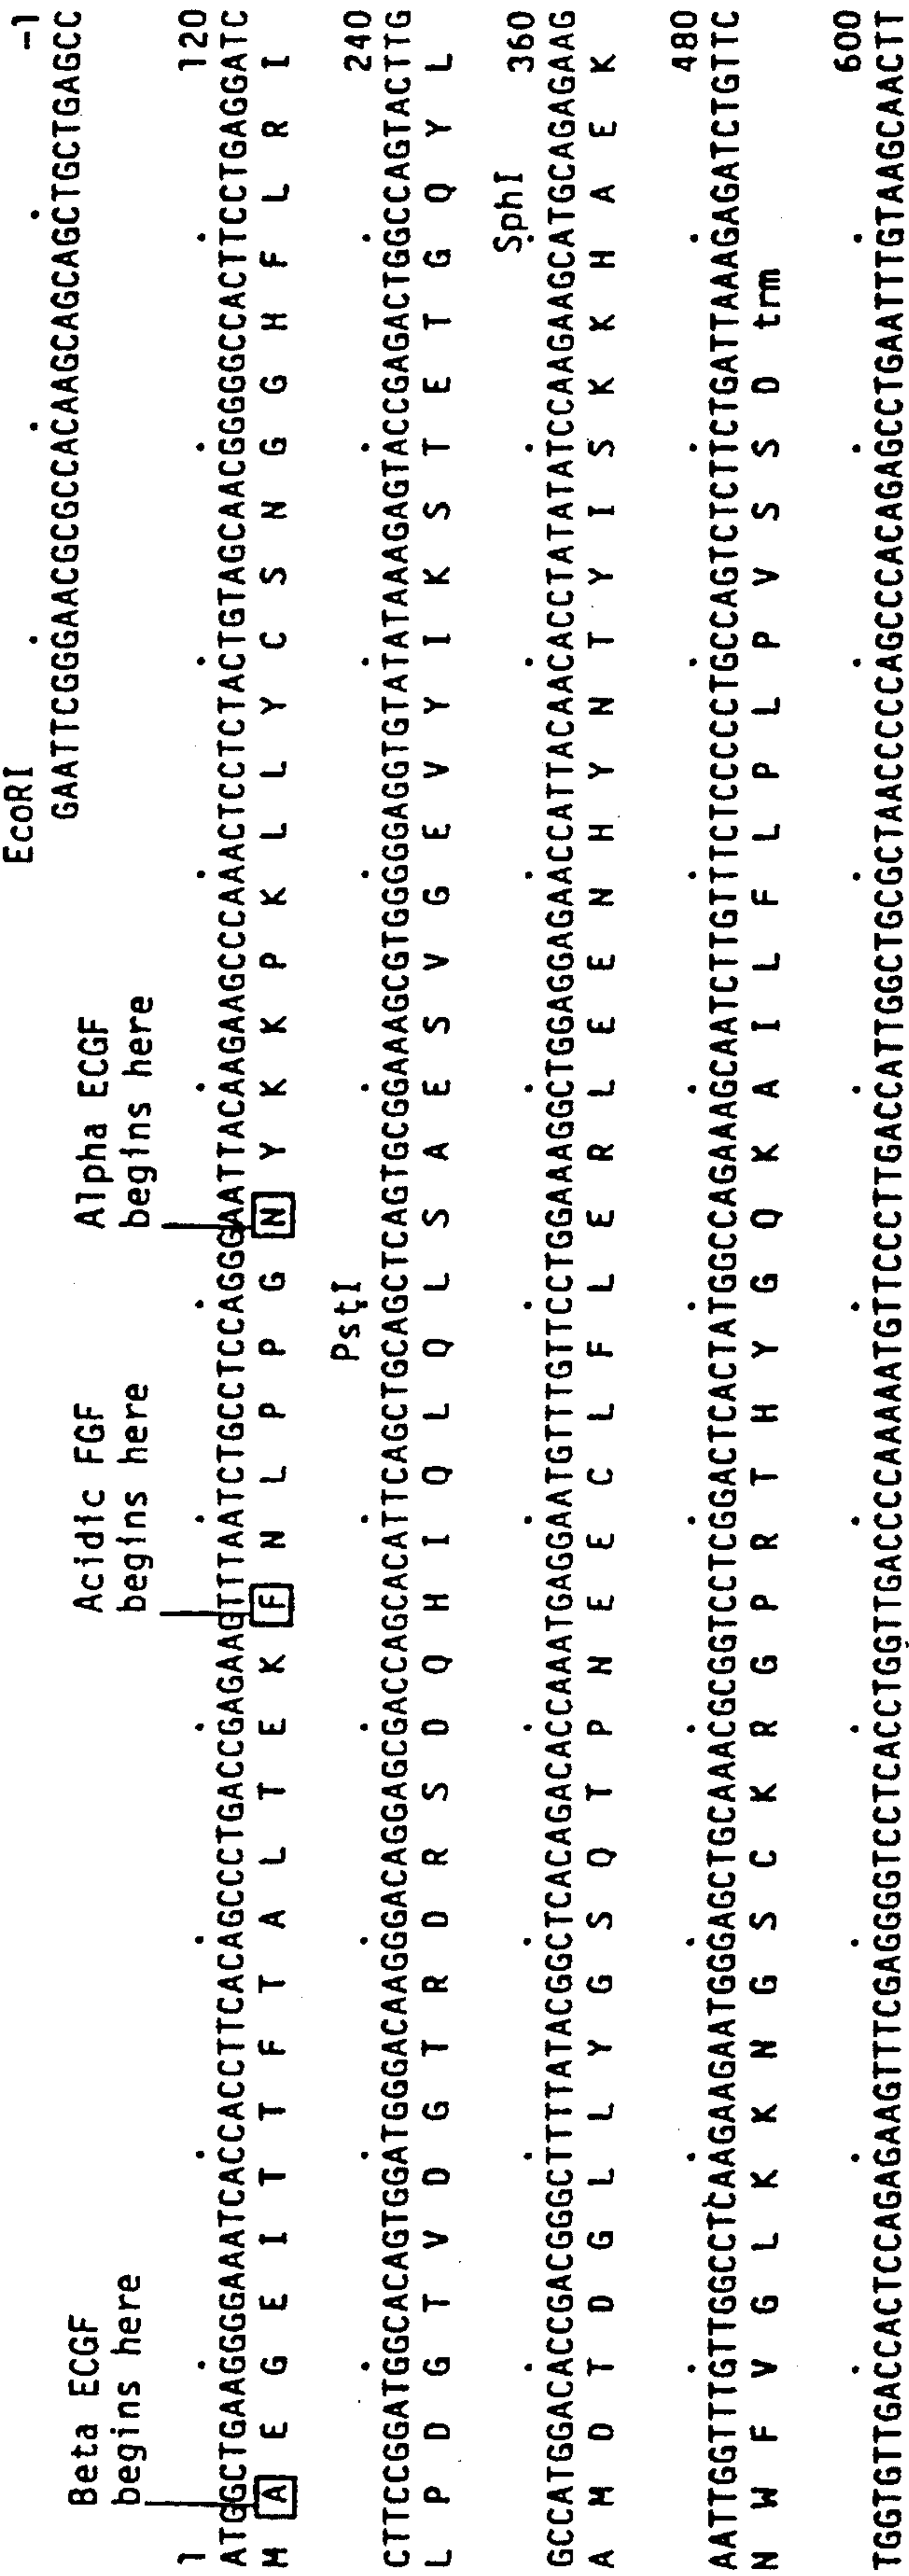 EcoRI -1
GAATTCGGGAACGCGCCACAAGCAGCAGCTGCTGAGCC
Beta ECGF
begins here
Acidic FGF
begins here
Alpha ECGF
begins here
1 120
ATGGCTGAAGGGGAAATCACCACCTTCACAGCCCTGACCGAGAAGTTTAATCTGCCTCCAGGGAATTACAAGAAGCCCAAACTCCTCTACTGTAGCAACGGGGGCCACTTCCTGAGGATC
M A E G E I T T F T A L T E K F N L P P G N Y K K P K L L Y C S N G G H F L R I
PstI 240
CTTCCGGATGGCACAGTGGATGGGACAAGGGACAGGAGCGACCAGCACATTCAGCTGCAGCTCAGTGCGGAAAGCGTGGGGGAGGTGTATATAAAGAGTACCGAGACTGGCCAGTACTTG
L P D G T V D G T R D R S D Q H I Q L Q L S A E S V G E V Y I K S T E T G Q Y L
SphI 360
GCCATGGACACCGACGGGCTTTTATACGGCTCACAGACACCAAATGAGGAATGTTTGTTCCTGGAAAGGCTGGAGGAGAACCATTACAACACCTATATATCCAAGAAGCATGCAGAGAAG
A M D T D G L L Y G S Q T P N E E C L F L E R L E E N H Y N T Y I S K K H A E K
480
AATTGGTTTGTTGGCCTCAAGAAGAATGGGAGCTGCAAACGCGGTCCTCGGACTCACTATGGCCAGAAAGCAATCTTGTTTCTCCCCCTGCCAGTCTCTTCTGATTAAAGAGATCTGTTC
N W F V G L K K N G S C K R G P R T H Y G Q K A I L F L P L P V S S D trm
600
TGGTGTTGACCACTCCAGAGAAGTTTCGAGGGGTCCTCACCTGGTTGACCCCAAAAATGTTCCCTTGACCATTGGCTGCGCTAACCCCCAGCCCACAGAGCCTGAATTTGTAAGCAACTT